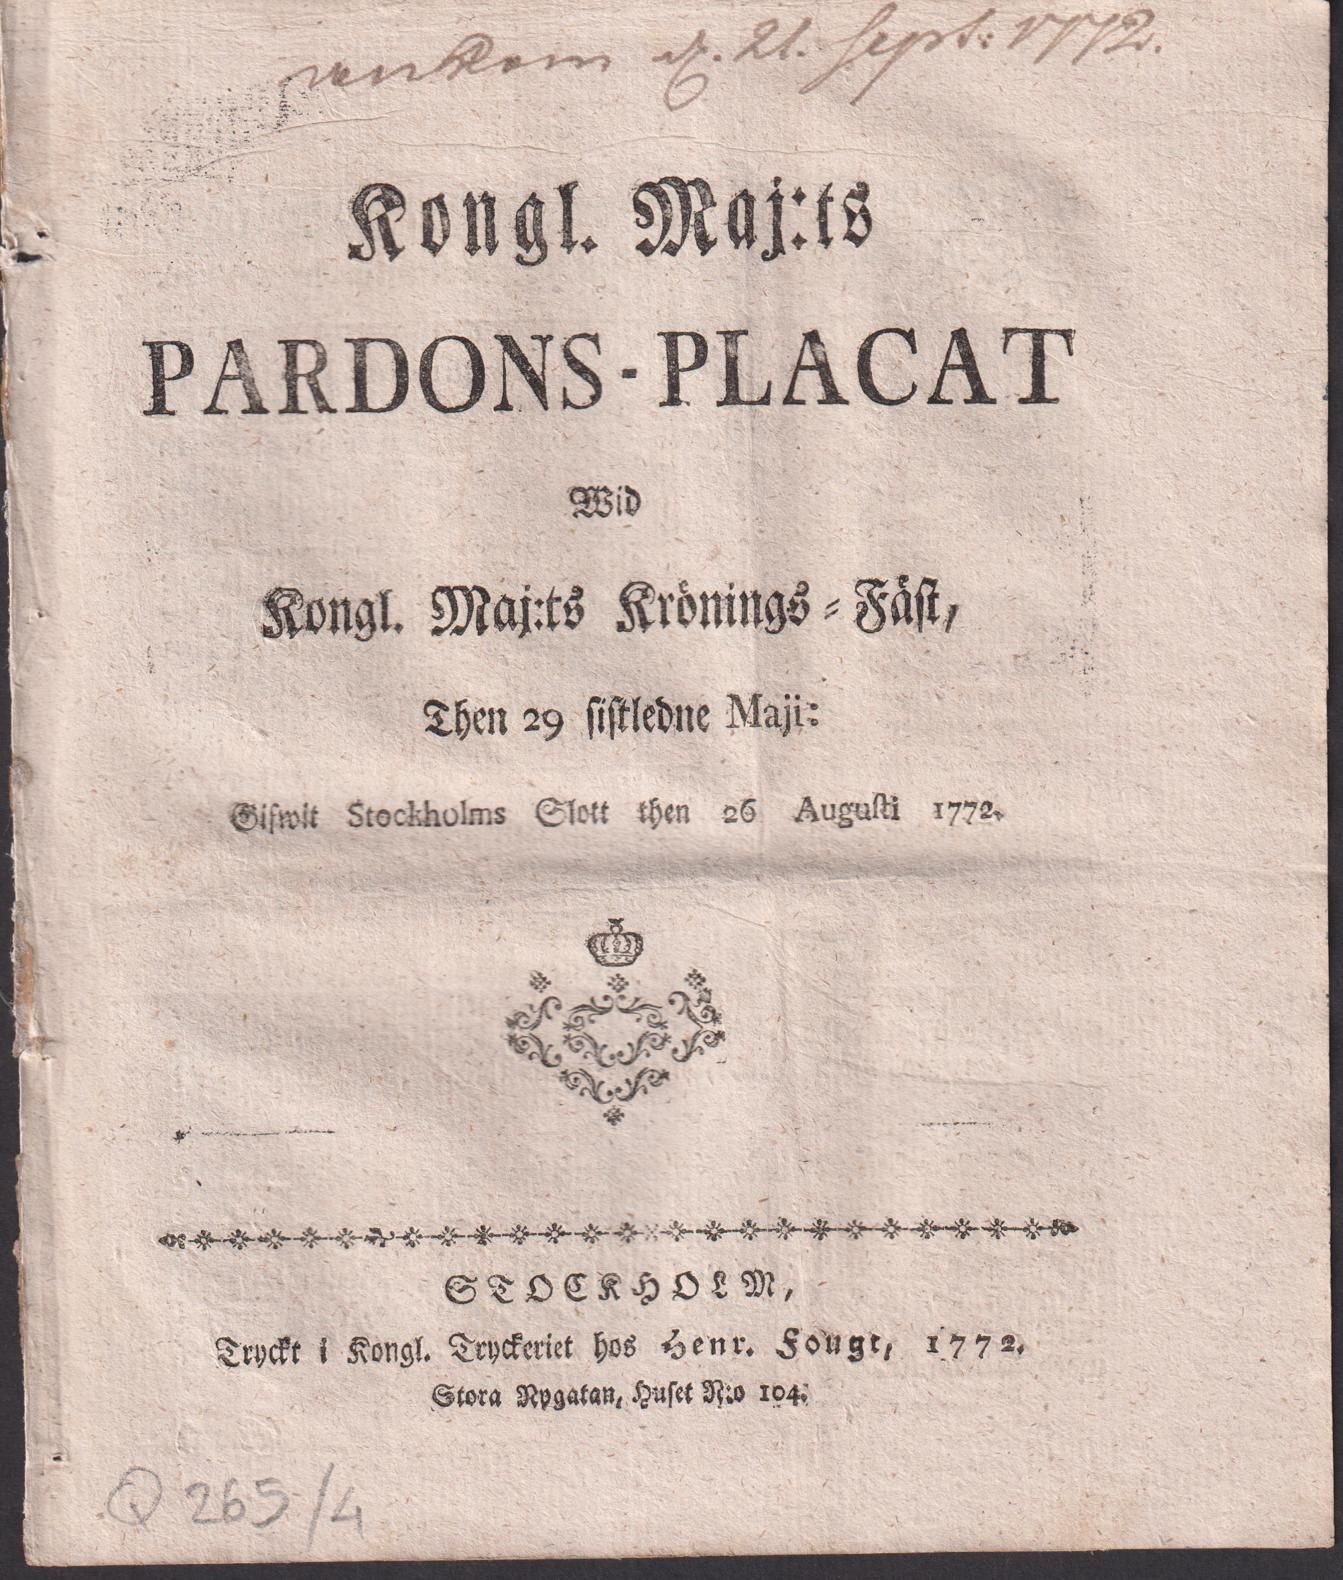 ankom d. 21. Sept: 1772.
Kongl. Maj:ts
PARDONS-PLACAT
Wid
Kongl. Maj:ts Krönings-Fäst,
Then 29 sistledne Maji:
Gifwit Stockholms Slott then 26 Augusti 1772.
STOCKHOLM,
Tryckt i Kongl. Tryckeriet hos Henr. Fougt, 1772.
Stora Nygatan, Huset N:o 104.
Q 265/4